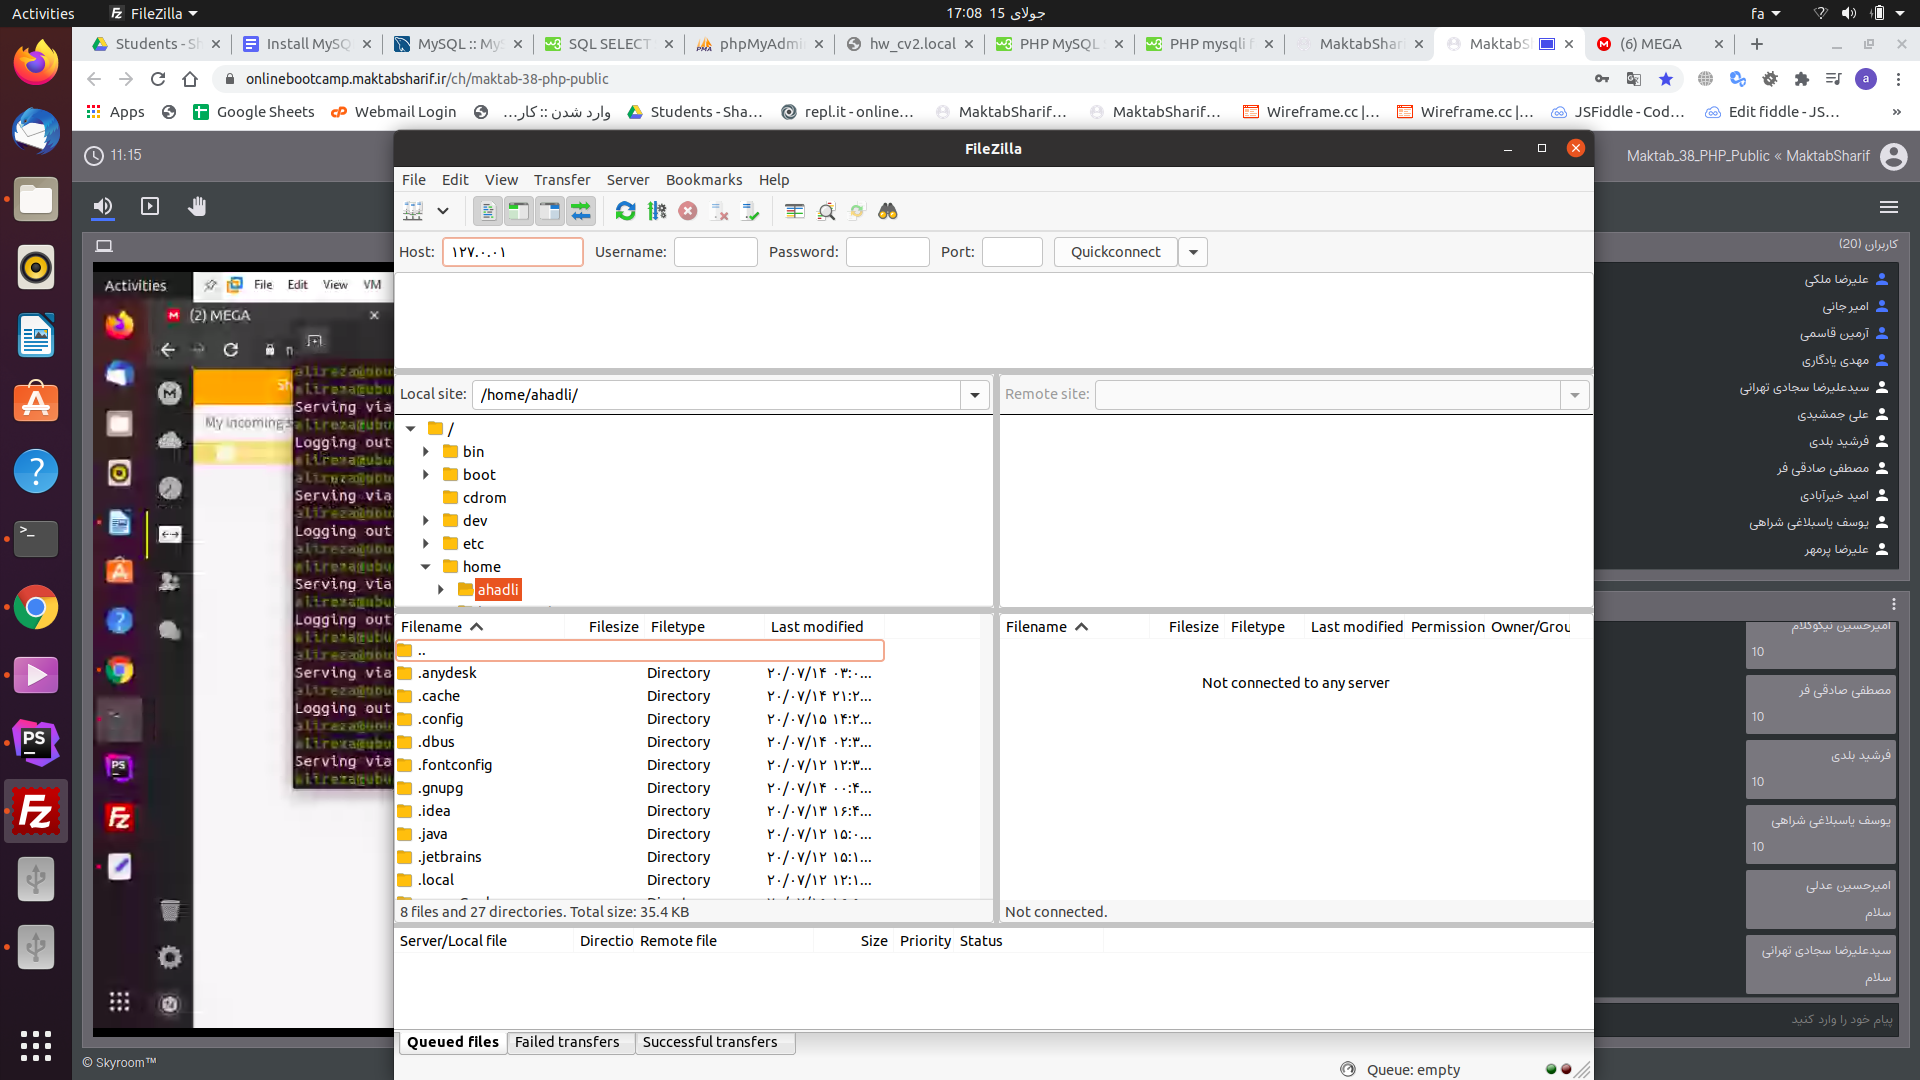 Activities
FileZilla
17:08  15 جولای
fa
Students - Sh
Install MySQ
MySQL :: My
SQL SELECT
phpMyAdmi
hw_cv2.local
PHP MySQL
PHP mysqli f
MaktabShari
MaktabS
(6) MEGA
onlinebootcamp.maktabsharif.ir/ch/maktab-38-php-public
a
Apps
Google Sheets
Webmail Login
وارد شدن :: کار...
Students - Sha...
repl.it - online...
MaktabSharif...
MaktabSharif...
Wireframe.cc |...
Wireframe.cc |...
JSFiddle - Cod...
Edit fiddle - JS...
»
11:15
Maktab_38_PHP_Public « MaktabSharif
FileZilla
File Edit View Transfer Server Bookmarks Help
Host: ۱۲۷.۰.۰۱ Username: Password: Port: Quickconnect
Local site: /home/ahadli/
Remote site:
/
bin
boot
cdrom
dev
etc
home
ahadli
Filename Filesize Filetype Last modified
..
.anydesk Directory ۲۰/۰۷/۱۴ ۰۳:۰...
.cache Directory ۲۰/۰۷/۱۴ ۲۱:۲...
.config Directory ۲۰/۰۷/۱۵ ۱۴:۲...
.dbus Directory ۲۰/۰۷/۱۴ ۰۲:۳...
.fontconfig Directory ۲۰/۰۷/۱۲ ۱۲:۳...
.gnupg Directory ۲۰/۰۷/۱۴ ۰۰:۴...
.idea Directory ۲۰/۰۷/۱۳ ۱۶:۴...
.java Directory ۲۰/۰۷/۱۲ ۱۵:۰...
.jetbrains Directory ۲۰/۰۷/۱۲ ۱۵:۱...
.local Directory ۲۰/۰۷/۱۲ ۱۲:۱...
8 files and 27 directories. Total size: 35.4 KB
Filename Filesize Filetype Last modified Permission Owner/Grou
Not connected to any server
Not connected.
Server/Local file Directio Remote file Size Priority Status
Queued files
Failed transfers
Successful transfers
Queue: empty
Activities
File Edit View VM
(2) MEGA
My incoming s
Serving via
Logging out
Serving via
Logging out
Serving via
Logging out
Serving via
Logging out
Serving via
کاربران (20)
علیرضا ملکی
امیر جانی
آرمین قاسمی
مهدی یادگاری
سیدعلیرضا سجادی تهرانی
علی جمشیدی
فرشید بلدی
مصطفی صادقی فر
امید خیرآبادی
یوسف یاسبلاغی شراهی
علیرضا پرمهر
امیرحسین نیکوکلام
10
مصطفی صادقی فر
10
فرشید بلدی
10
یوسف یاسبلاغی شراهی
10
امیرحسین عدلی
سلام
سیدعلیرضا سجادی تهرانی
سلام
پیام خود را وارد کنید
© Skyroom™